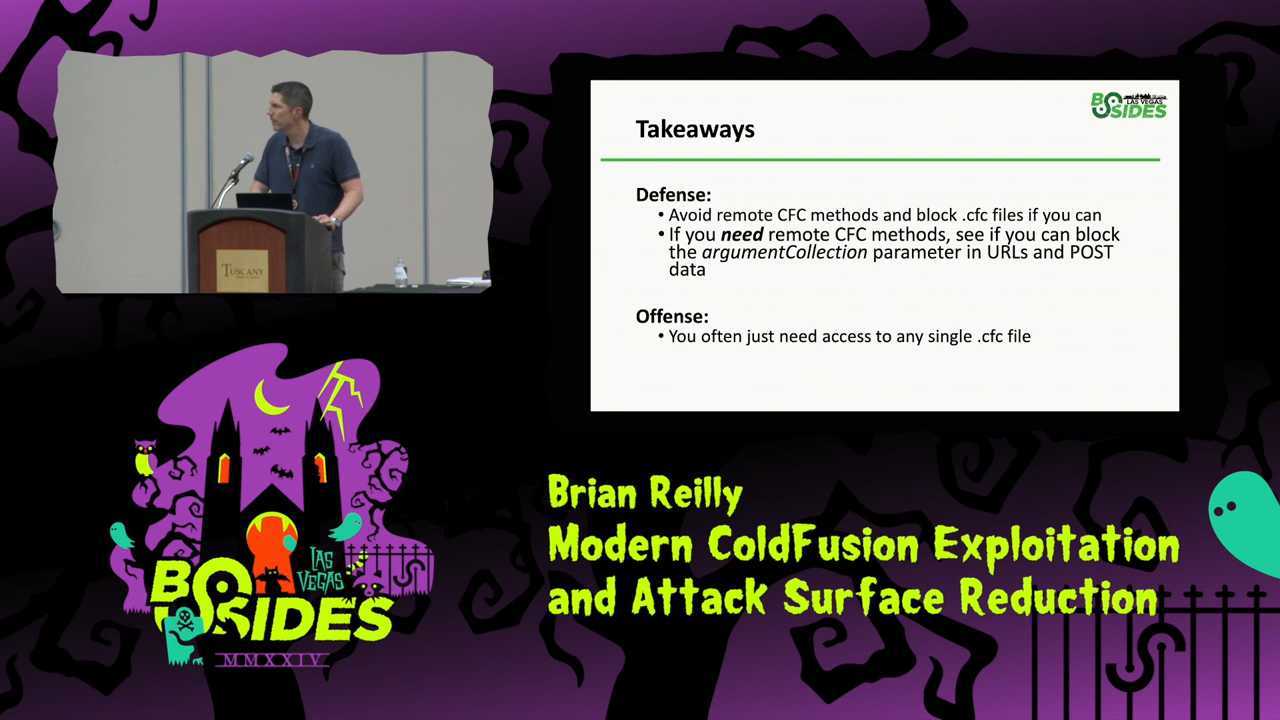 BSIDES
LAS VEGAS
Takeaways
Defense:
• Avoid remote CFC methods and block .cfc files if you can
• If you need remote CFC methods, see if you can block
the argumentCollection parameter in URLs and POST
data
Offense:
• You often just need access to any single .cfc file
TUSCANY
Brian Reilly
Modern ColdFusion Exploitation
and Attack Surface Reduction
LAS
VEGAS
BSIDES
MMXXIV